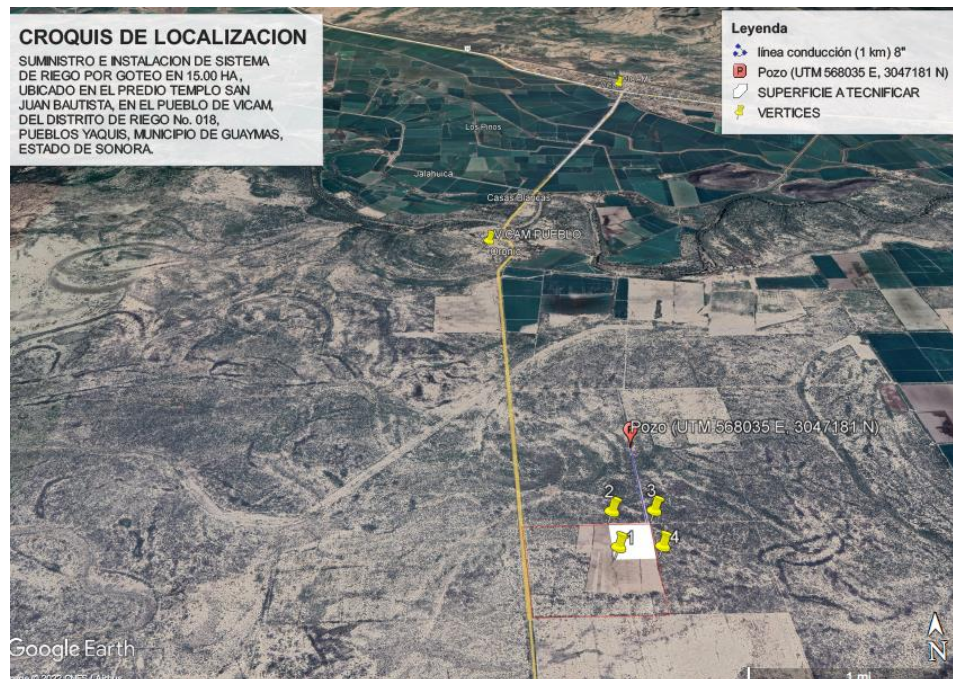 CROQUIS DE LOCALIZACION
SUMINISTRO E INSTALACION DE SISTEMA
DE RIEGO POR GOTEO EN 15.00 HA,
UBICADO EN EL PREDIO TEMPLO SAN
JUAN BAUTISTA, EN EL PUEBLO DE VICAM,
DEL DISTRITO DE RIEGO No. 018,
PUEBLOS YAQUIS, MUNICIPIO DE GUAYMAS,
ESTADO DE SONORA.
Leyenda
línea conducción (1 km) 8"
P Pozo (UTM 568035 E, 3047181 N)
SUPERFICIE A TECNIFICAR
VERTICES
Los Pinos
Jalahuica
Casas Blancas
VICAM PUEBLO
Pozo (UTM 568035 E, 3047181 N)
2
3
1
4
N
Google Earth
1 mi